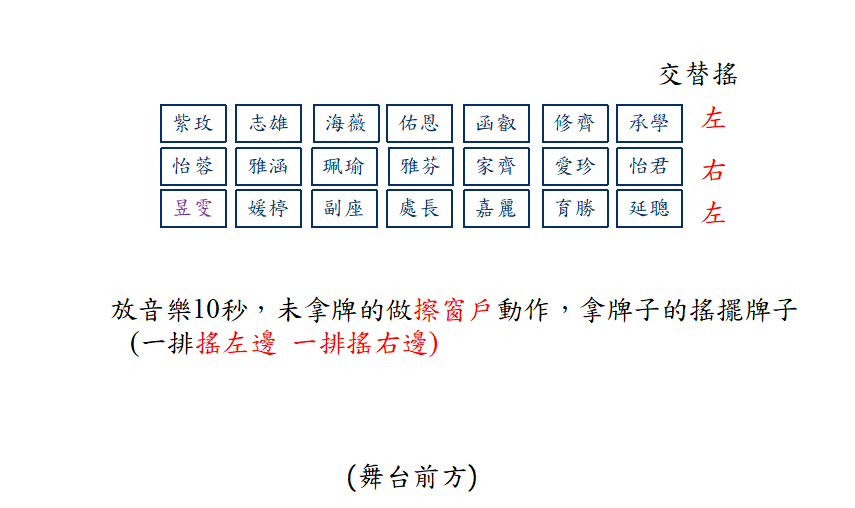 交替搖
紫玫 志雄 海薇 佑恩 函叡 修齊 承學 左
怡蓉 雅涵 珮瑜 雅芬 家齊 愛珍 怡君 右
昱雯 媛楟 副座 處長 嘉麗 育勝 延聰 左
放音樂10秒，未拿牌的做擦窗戶動作，拿牌子的搖擺牌子
(一排搖左邊 一排搖右邊)
(舞台前方)